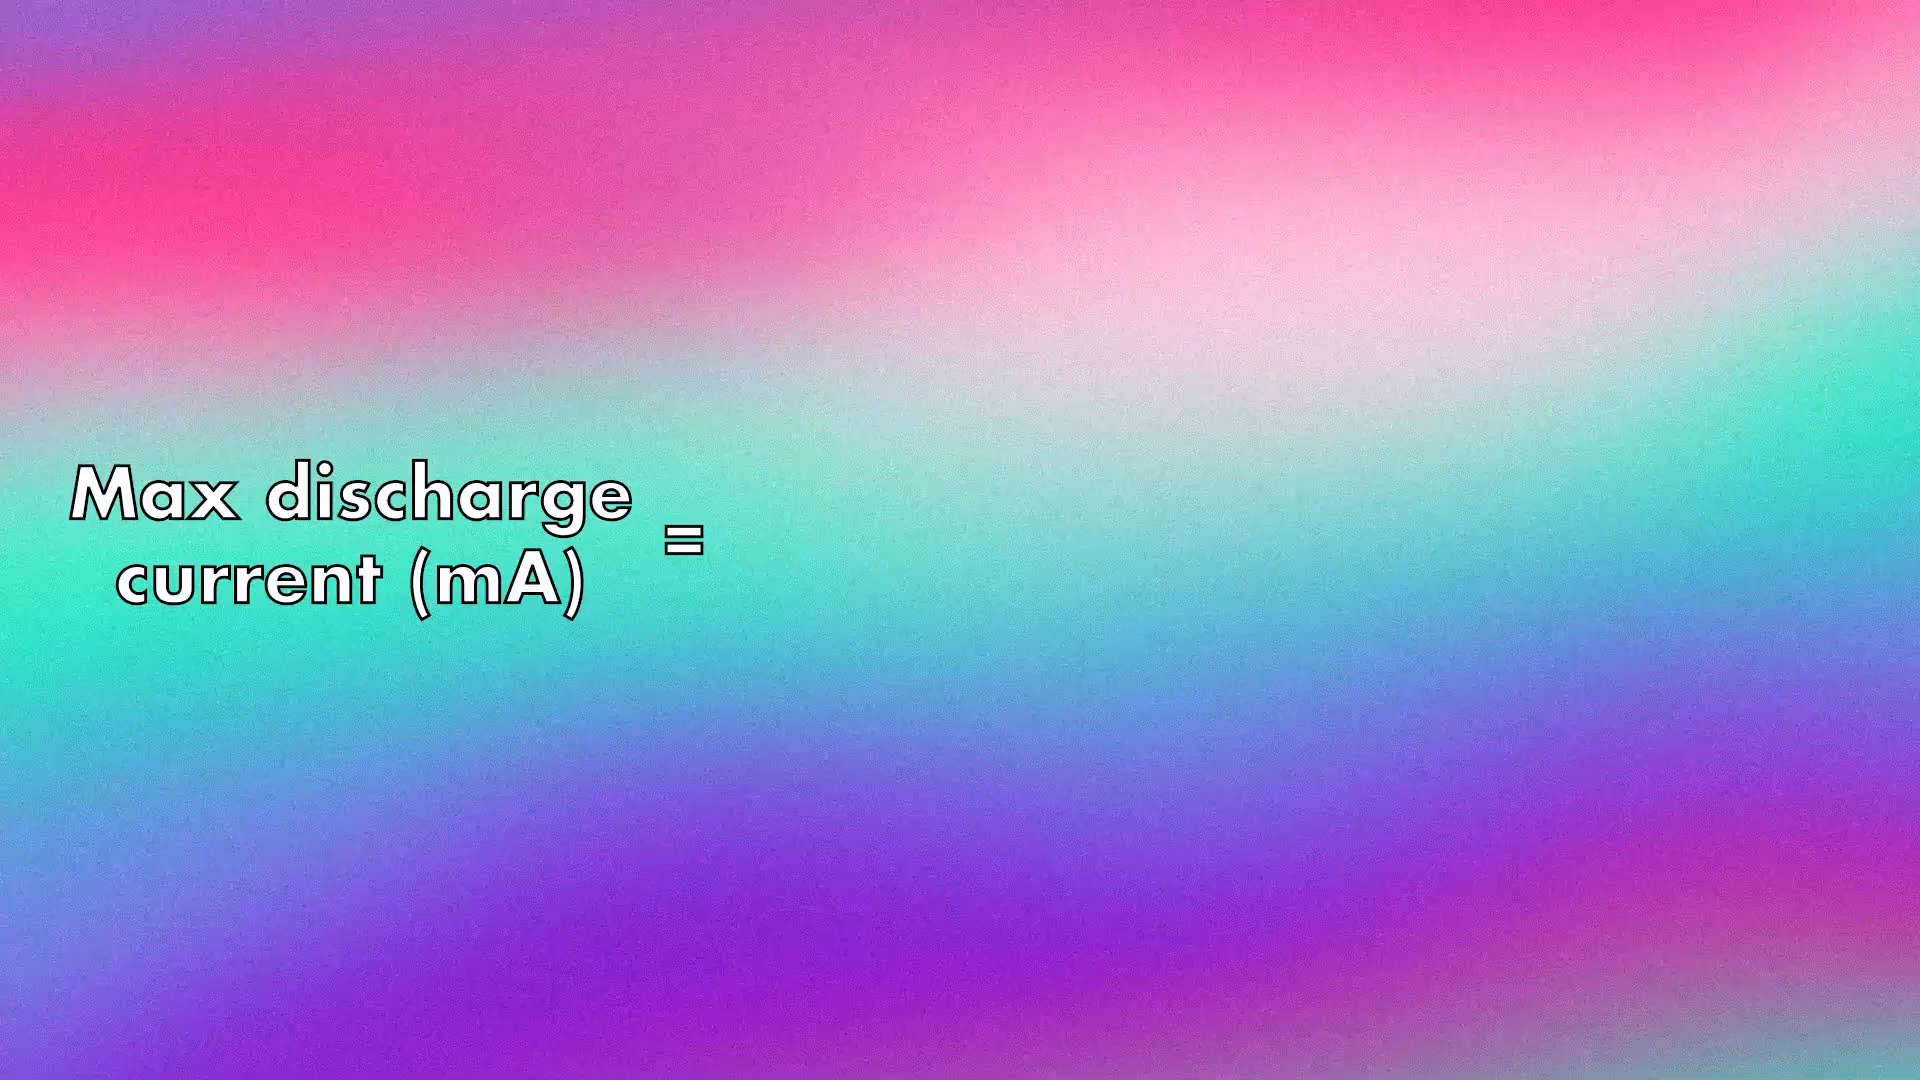 Max discharge
current (mA)
=